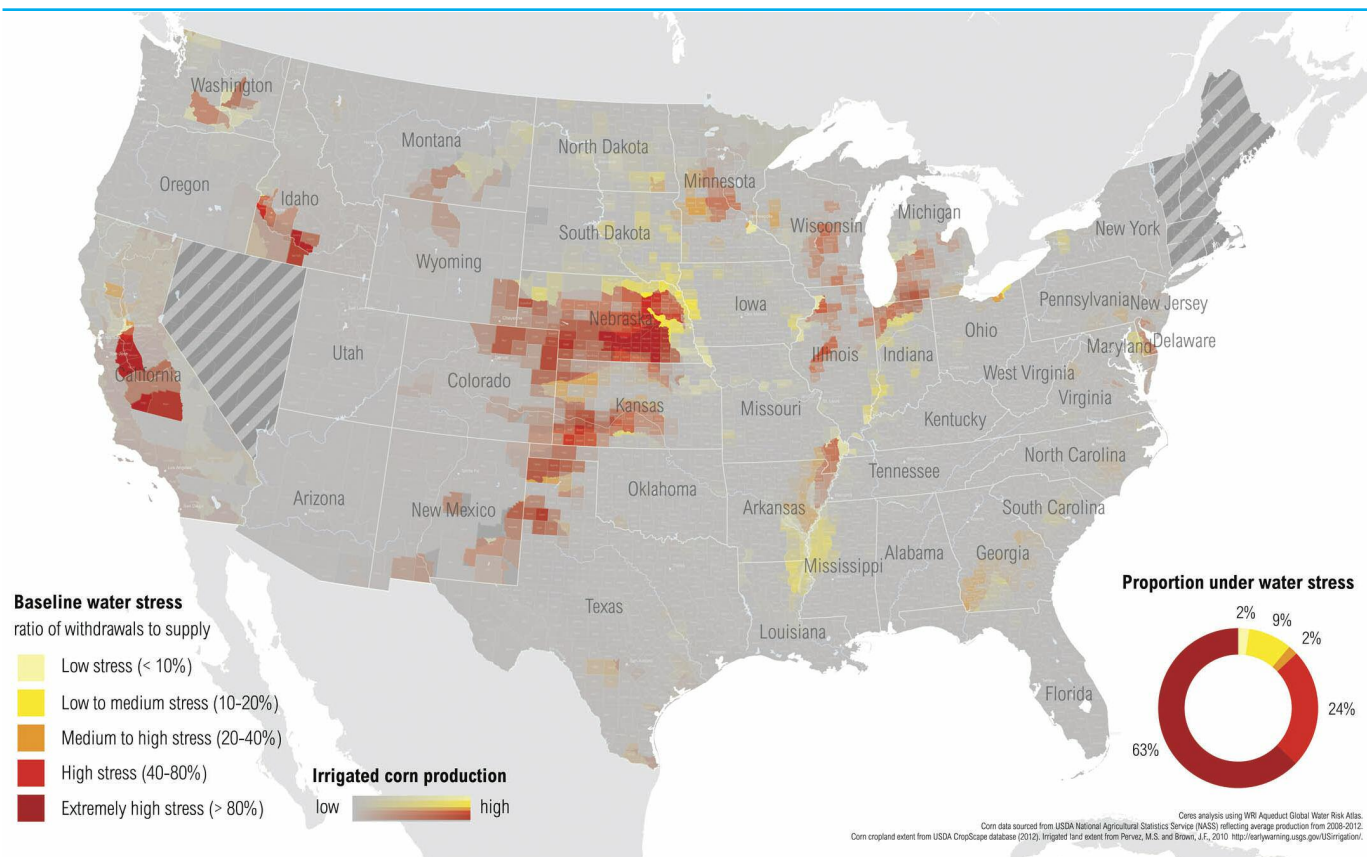 Washington
Montana
North Dakota
Minnesota
Oregon
Idaho
Wisconsin
Michigan
South Dakota
New York
Wyoming
Iowa
Pennsylvania
New Jersey
Nebraska
Ohio
Utah
Illinois
Indiana
Maryland
Delaware
California
Colorado
West Virginia
Kansas
Missouri
Virginia
Kentucky
North Carolina
Tennessee
Oklahoma
Arizona
New Mexico
Arkansas
South Carolina
Alabama
Georgia
Mississippi
Texas
Louisiana
Florida
Baseline water stress
ratio of withdrawals to supply
Low stress (< 10%)
Low to medium stress (10-20%)
Medium to high stress (20-40%)
High stress (40-80%)
Extremely high stress (> 80%)
Irrigated corn production
low
high
Proportion under water stress
2%
9%
2%
24%
63%
Ceres analysis using WRI Aqueduct Global Water Risk Atlas.
Corn data sourced from USDA National Agricultural Statistics Service (NASS) reflecting average production from 2008-2012.
Corn cropland extent from USDA CropScape database (2012). Irrigated land extent from Pervez, M.S. and Brown, J.F., 2010 http://earlywarning.usgs.gov/USirrigation/.